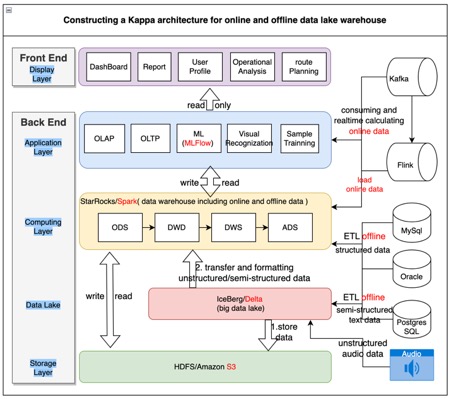 Constructing a Kappa architecture for online and offline data lake warehouse
Front End
Display
Layer
DashBoard
Report
User
Profile
Operational
Analysis
route
Planning
read
only
Kafka
consuming and
realtime calculating
online data
Flink
load
online data
Back End
Application
Layer
OLAP
OLTP
ML
(MLFlow)
Visual
Recognization
Sample
Trainning
write
read
StarRocks/Spark( data warehouse including online and offline data )
Computing
Layer
ODS
DWD
DWS
ADS
ETL offline
structured data
MySql
Oracle
2. transfer and formatting
unstructured/semi-structured data
write
read
Data Lake
IceBerg/Delta
(big data lake)
ETL offline
semi-structured
text data
Postgres
SQL
1.store
data
unstructured
audio data
Audio
Storage
Layer
HDFS/Amazon S3